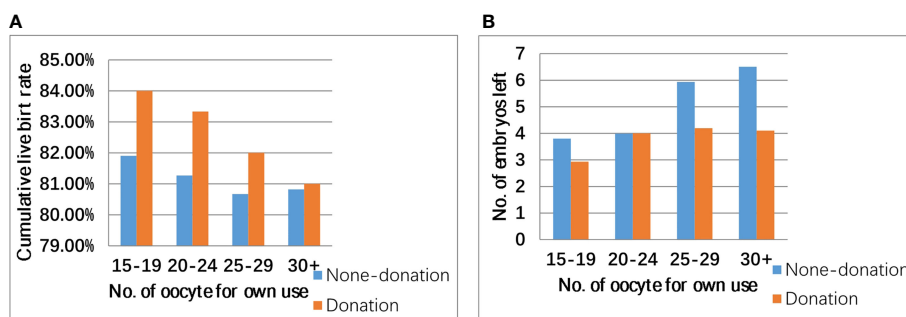 A
Cumulative live birt rate
85.00%
84.00%
83.00%
82.00%
81.00%
80.00%
79.00%
15-19 20-24 25-29 30+
No. of oocyte for own use
None-donation
Donation
B
No. of embryos left
7
6
5
4
3
2
1
0
15-19 20-24 25-29 30+
No. of oocyte for own use
None-donation
Donation